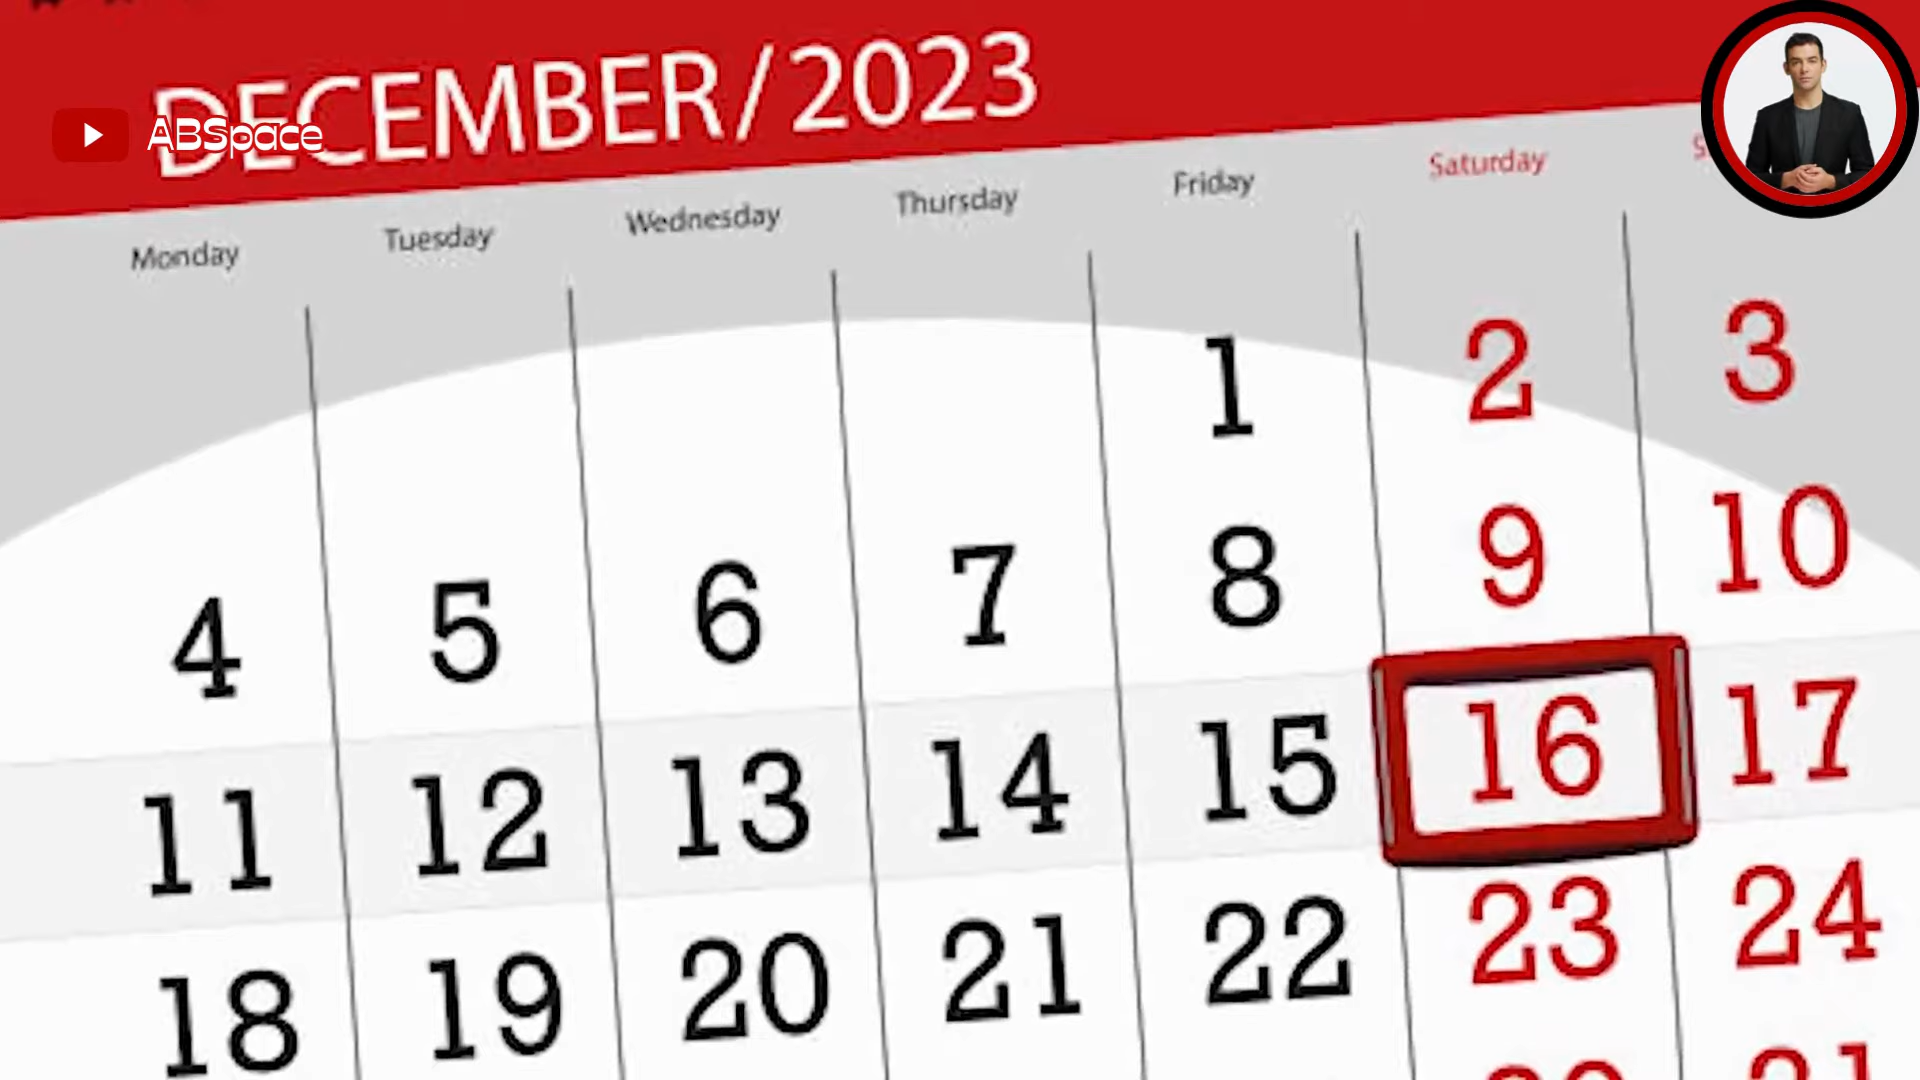 DECEMBER/2023
ABSpace
Monday Tuesday Wednesday Thursday Friday Saturday
1 2 3
4 5 6 7 8 9 10
11 12 13 14 15 16 17
18 19 20 21 22 23 24